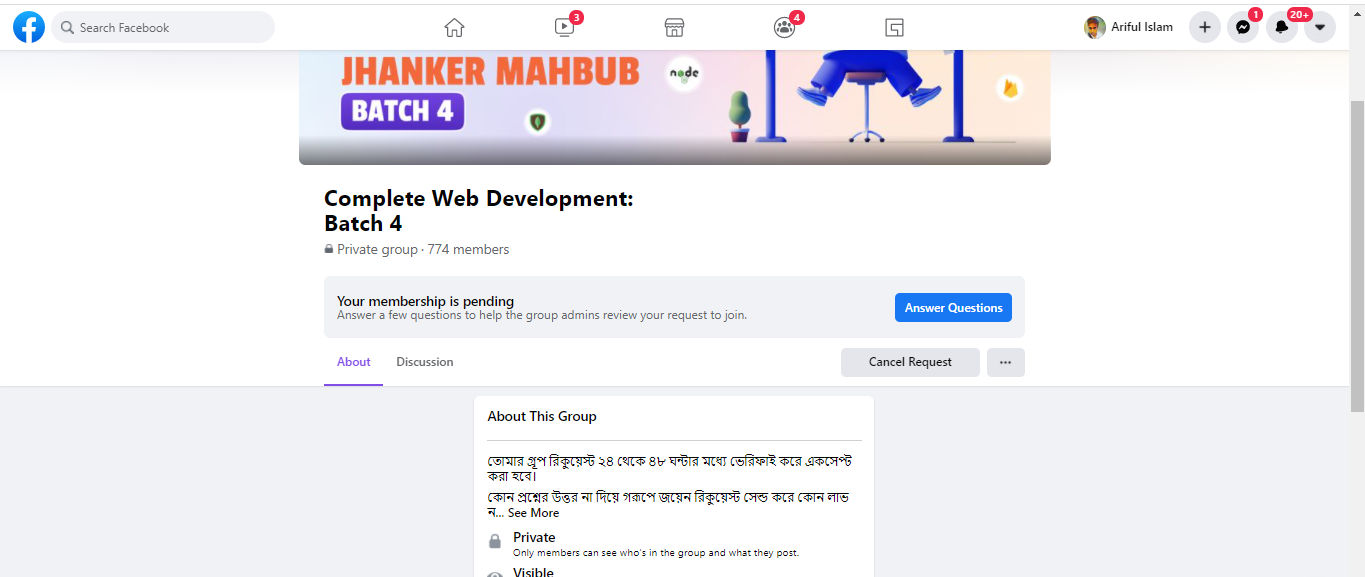 Search Facebook
3
4
Ariful Islam
1
20+
JHANKER MAHBUB
BATCH 4
node
Complete Web Development:
Batch 4
Private group · 774 members
Your membership is pending
Answer a few questions to help the group admins review your request to join.
Answer Questions
About
Discussion
Cancel Request
About This Group
তোমার গ্রুপ রিকুয়েস্ট ২৪ থেকে ৪৮ ঘন্টার মধ্যে ভেরিফাই করে একসেপ্ট
করা হবে।
কোন প্রশ্নের উত্তর না দিয়ে গরূপে জয়েন রিকুয়েস্ট সেন্ড করে কোন লাভ
ন... See More
Private
Only members can see who's in the group and what they post.
Visible